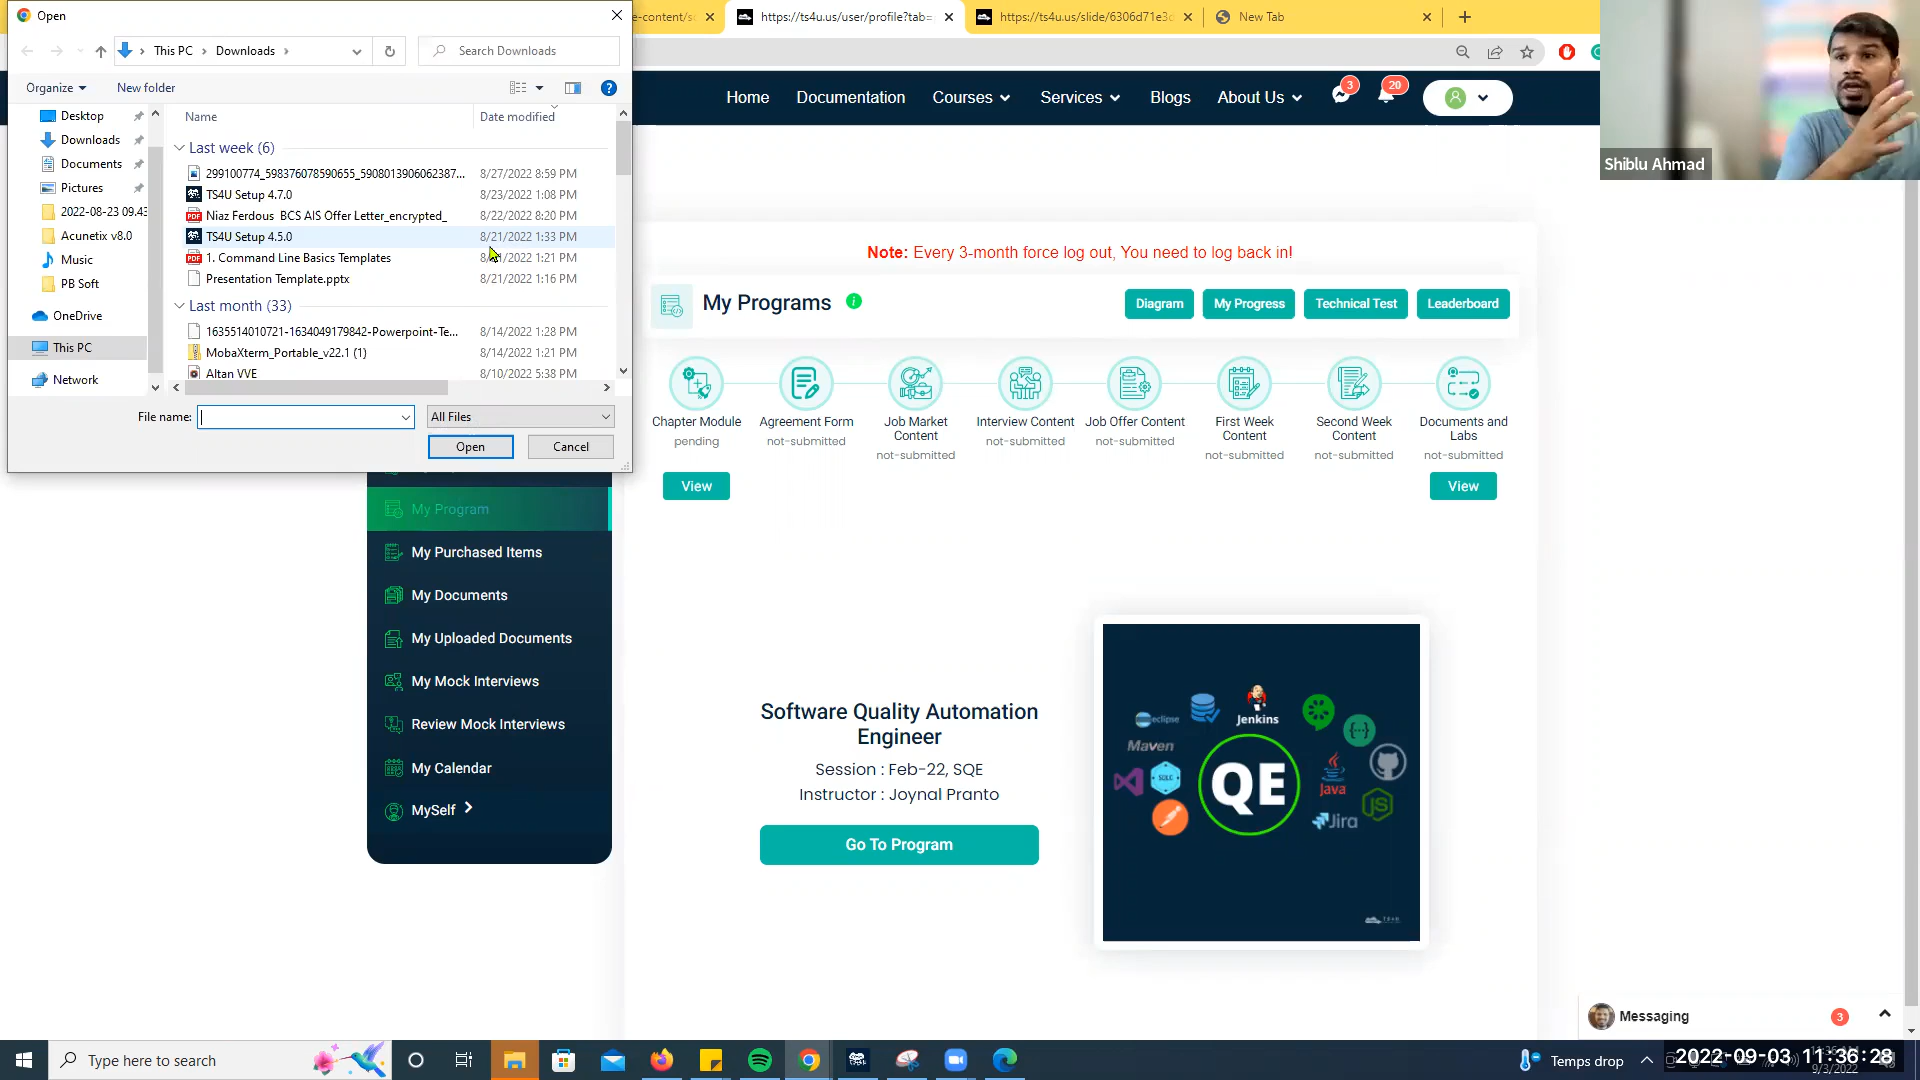 Open
e-content/s
https://ts4u.us/user/profile?tab=
https://ts4u.us/slide/6306d71e3
New Tab
This PC
Downloads
Search Downloads
Organize
New folder
Desktop
Downloads
Documents
Pictures
2022-08-23 09.43
Acunetix v8.0
Music
PB Soft
OneDrive
This PC
Network
Name
Date modified
Last week (6)
299100774_598376078590655_5908013906062387... 8/27/2022 8:59 PM
TS4U Setup 4.7.0 8/23/2022 1:08 PM
Niaz Ferdous BCS AIS Offer Letter_encrypted_ 8/22/2022 8:20 PM
TS4U Setup 4.5.0 8/21/2022 1:33 PM
1. Command Line Basics Templates 1:21 PM
Presentation Template.pptx 8/21/2022 1:16 PM
Last month (33)
1635514010721-1634049179842-Powerpoint-Te... 8/14/2022 1:28 PM
MobaXterm_Portable_v22.1 (1) 8/14/2022 1:21 PM
Altan VVE 8/10/2022 5:38 PM
File name:
All Files
Open
Cancel
Home
Documentation
Courses
Services
Blogs
About Us
3
20
Shiblu Ahmad
Note: Every 3-month force log out, You need to log back in!
My Programs
Diagram
My Progress
Technical Test
Leaderboard
Chapter Module
pending
View
Agreement Form
not-submitted
Job Market
Content
not-submitted
Interview Content
not-submitted
Job Offer Content
not-submitted
First Week
Content
not-submitted
Second Week
Content
not-submitted
Documents and
Labs
not-submitted
View
My Program
My Purchased Items
My Documents
My Uploaded Documents
My Mock Interviews
Review Mock Interviews
My Calendar
MySelf
Software Quality Automation
Engineer
Session : Feb-22, SQE
Instructor : Joynal Pranto
Go To Program
eclipse
Jenkins
Maven
QE
Java
Jira
Messaging
3
Type here to search
Temps drop
2022-09-03 11:36:28
9/3/2022